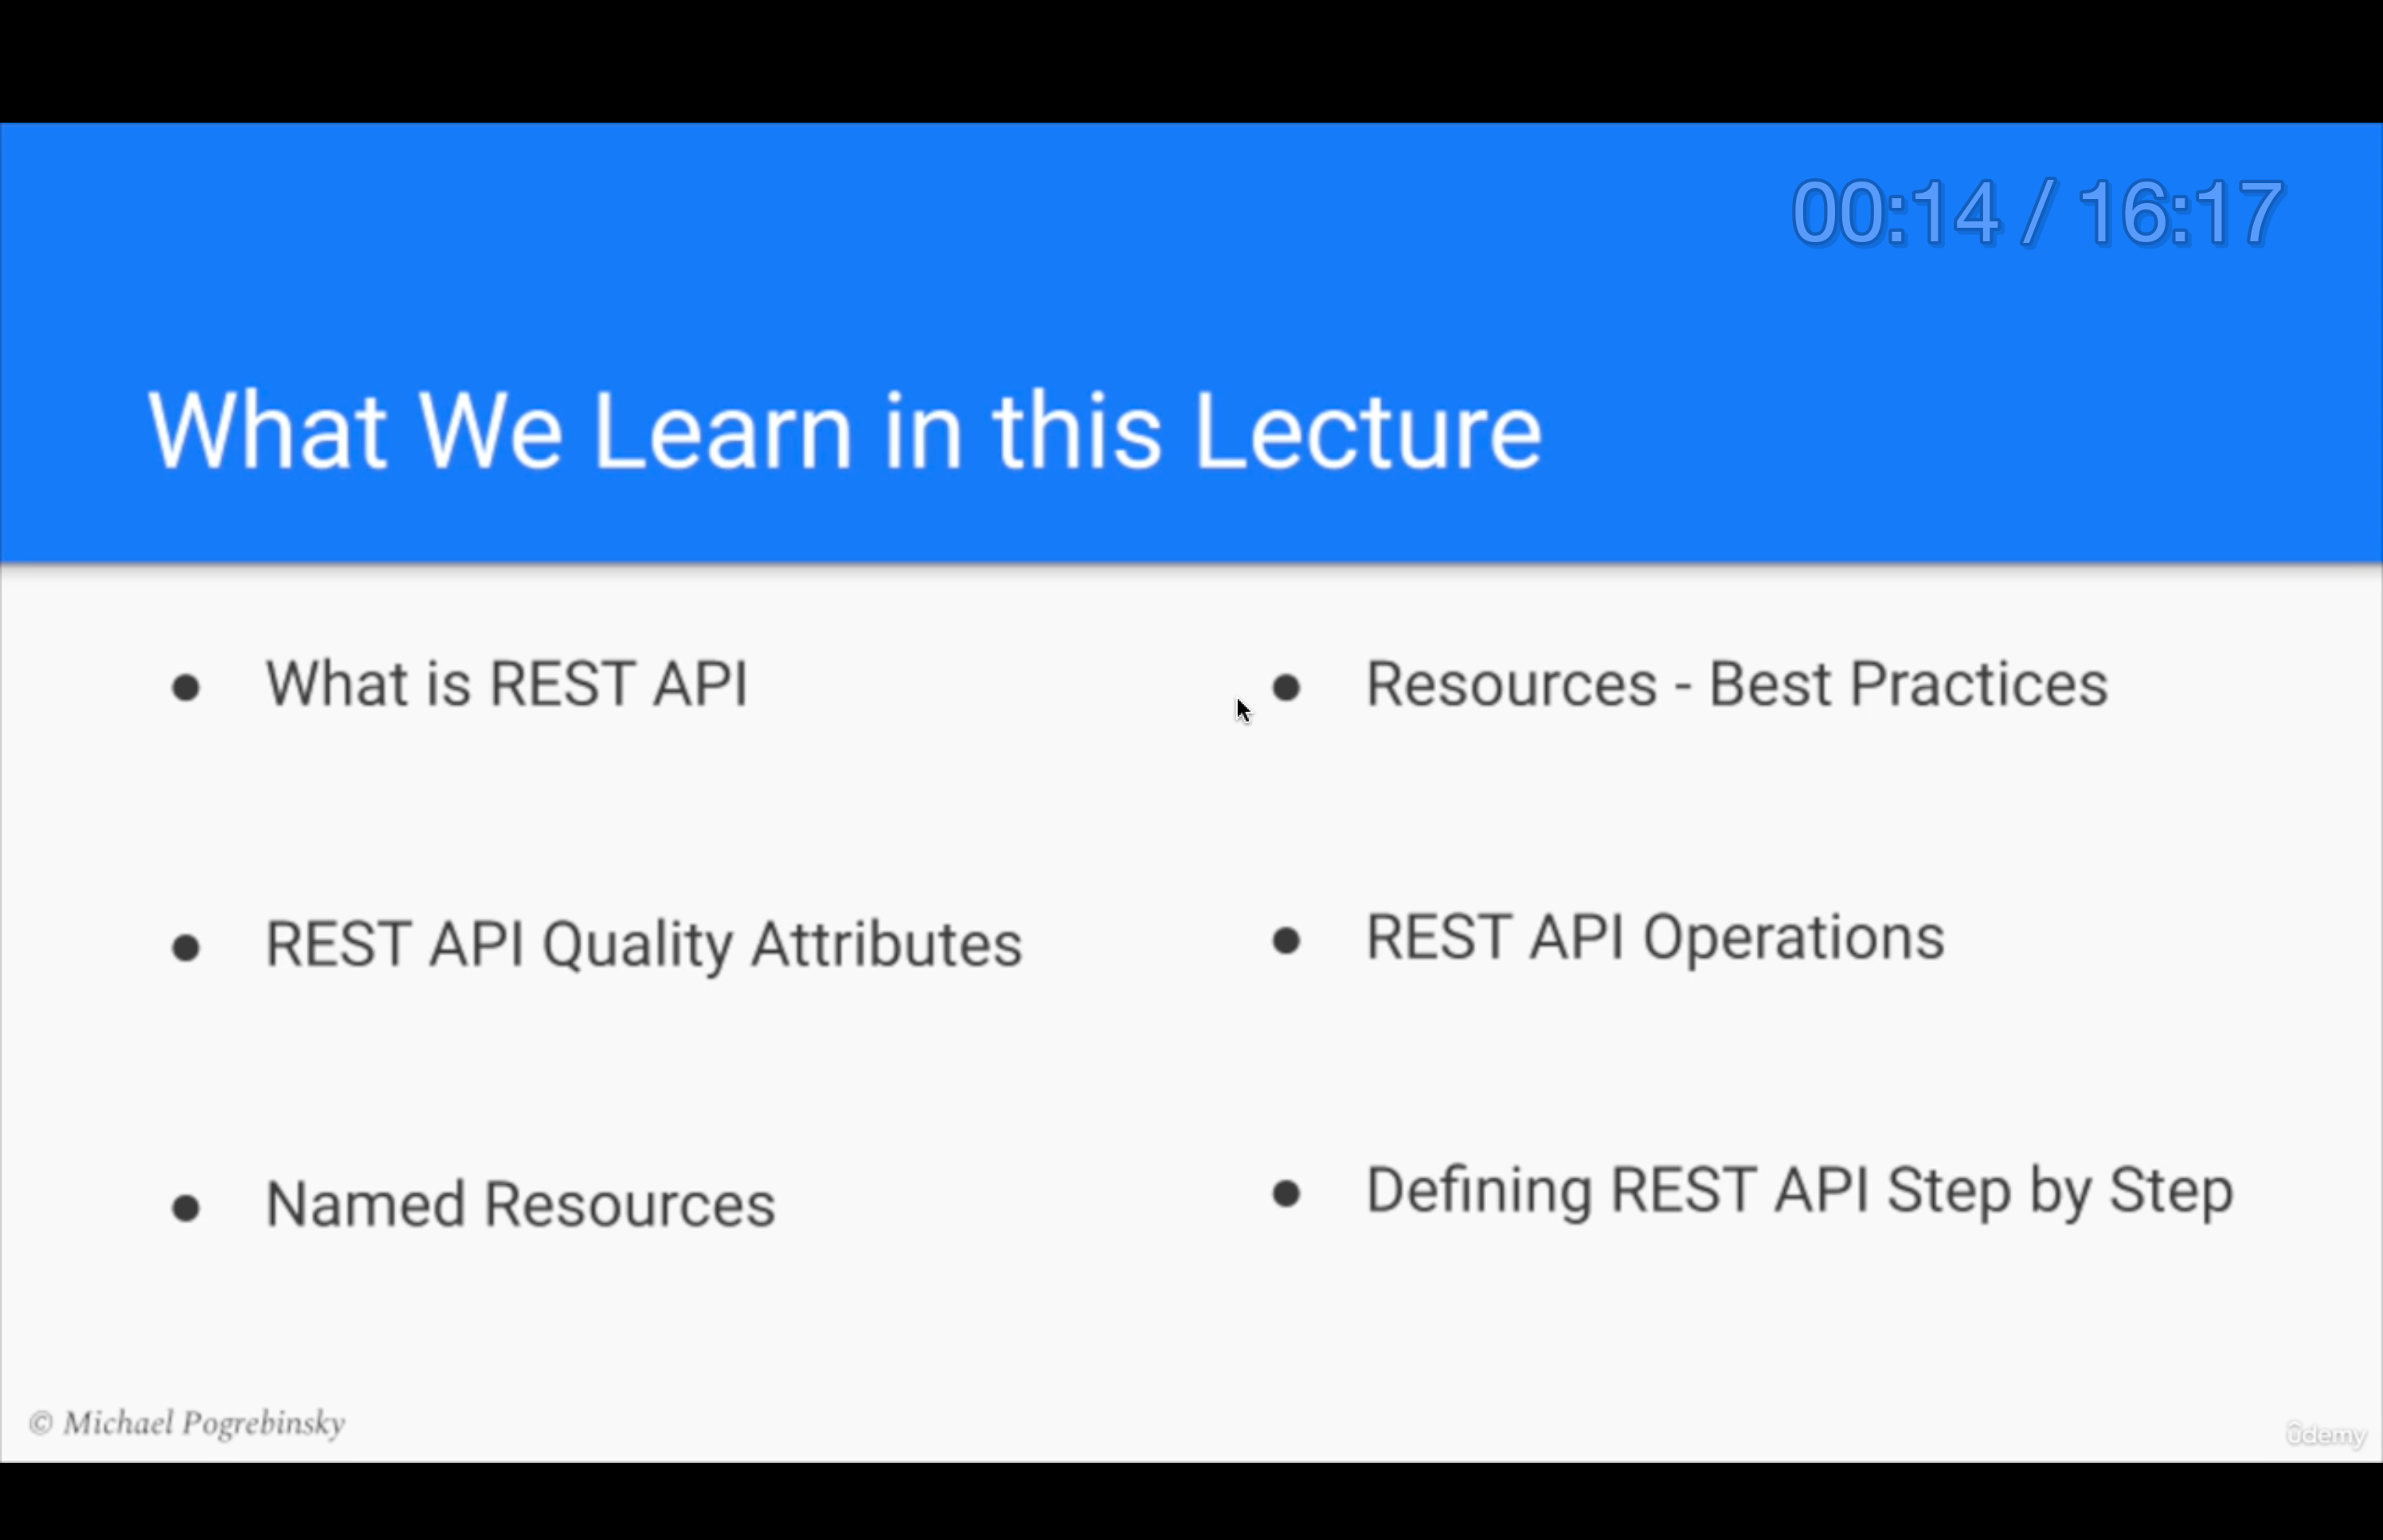 00:14 / 16:17
What We Learn in this Lecture
What is REST API
REST API Quality Attributes
Named Resources
Resources - Best Practices
REST API Operations
Defining REST API Step by Step
© Michael Pogrebinsky
ûdemy